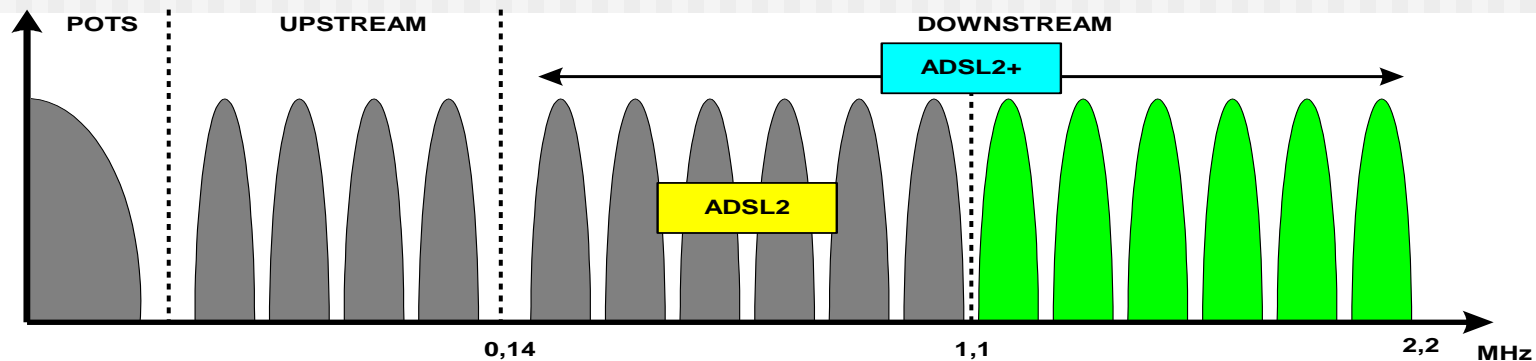 POTS UPSTREAM DOWNSTREAM
ADSL2+
ADSL2
0,14 1,1 2,2 MHz